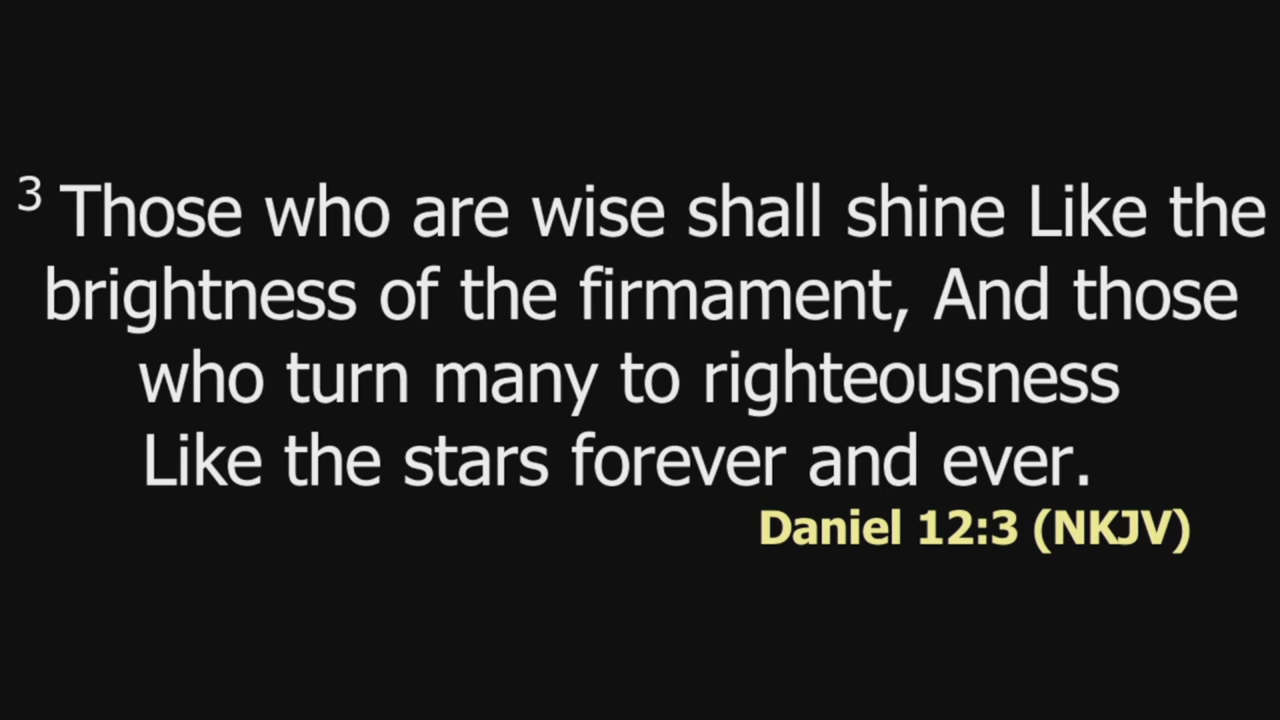 3 Those who are wise shall shine Like the
brightness of the firmament, And those
who turn many to righteousness
Like the stars forever and ever.
Daniel 12:3 (NKJV)